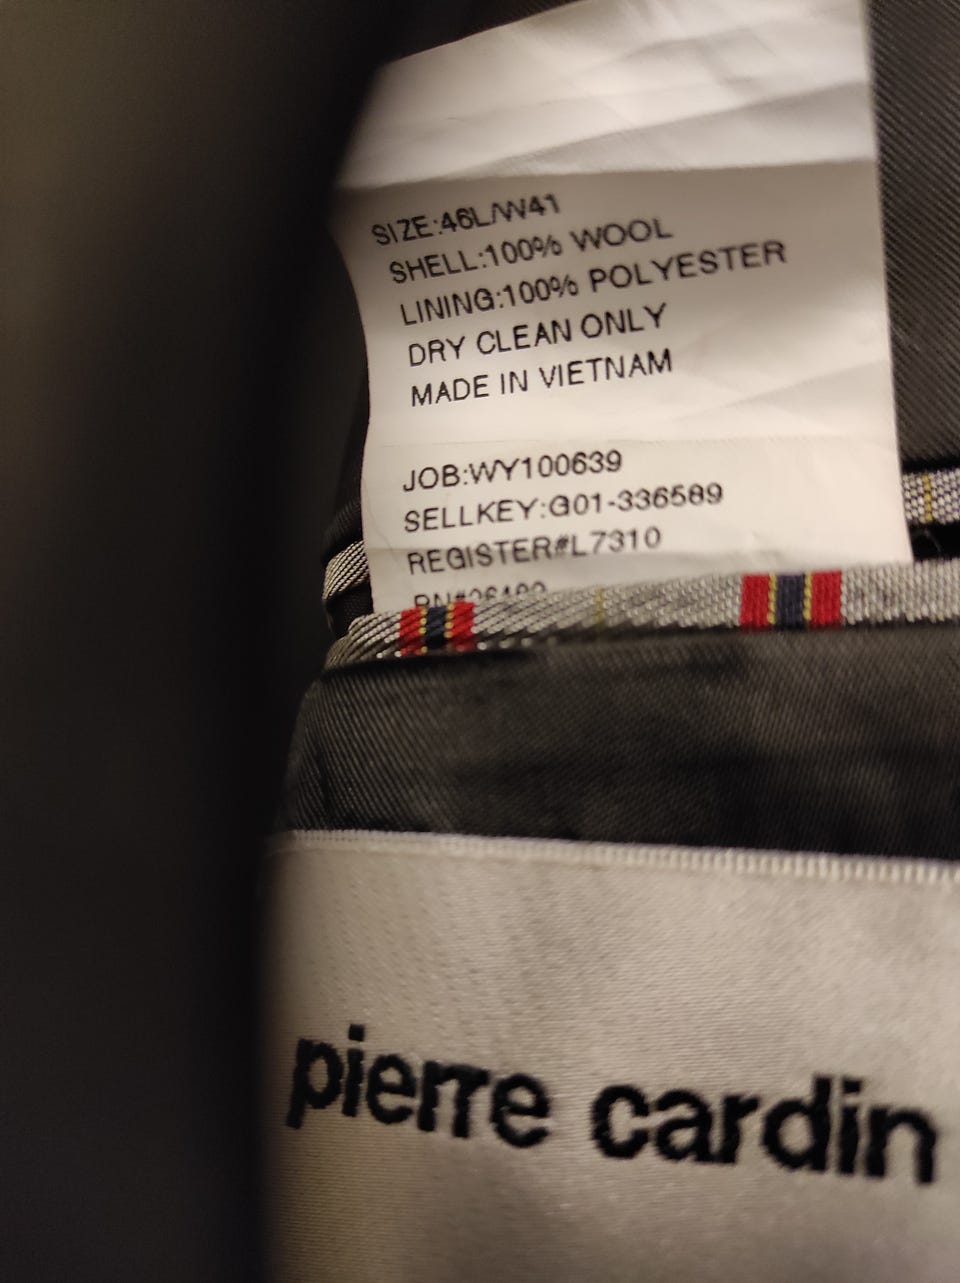 SIZE:46L/W41
SHELL:100% WOOL
LINING:100% POLYESTER
DRY CLEAN ONLY
MADE IN VIETNAM
JOB:WY100639
SELLKEY:G01-336589
REGISTER#L7310
pierre cardin